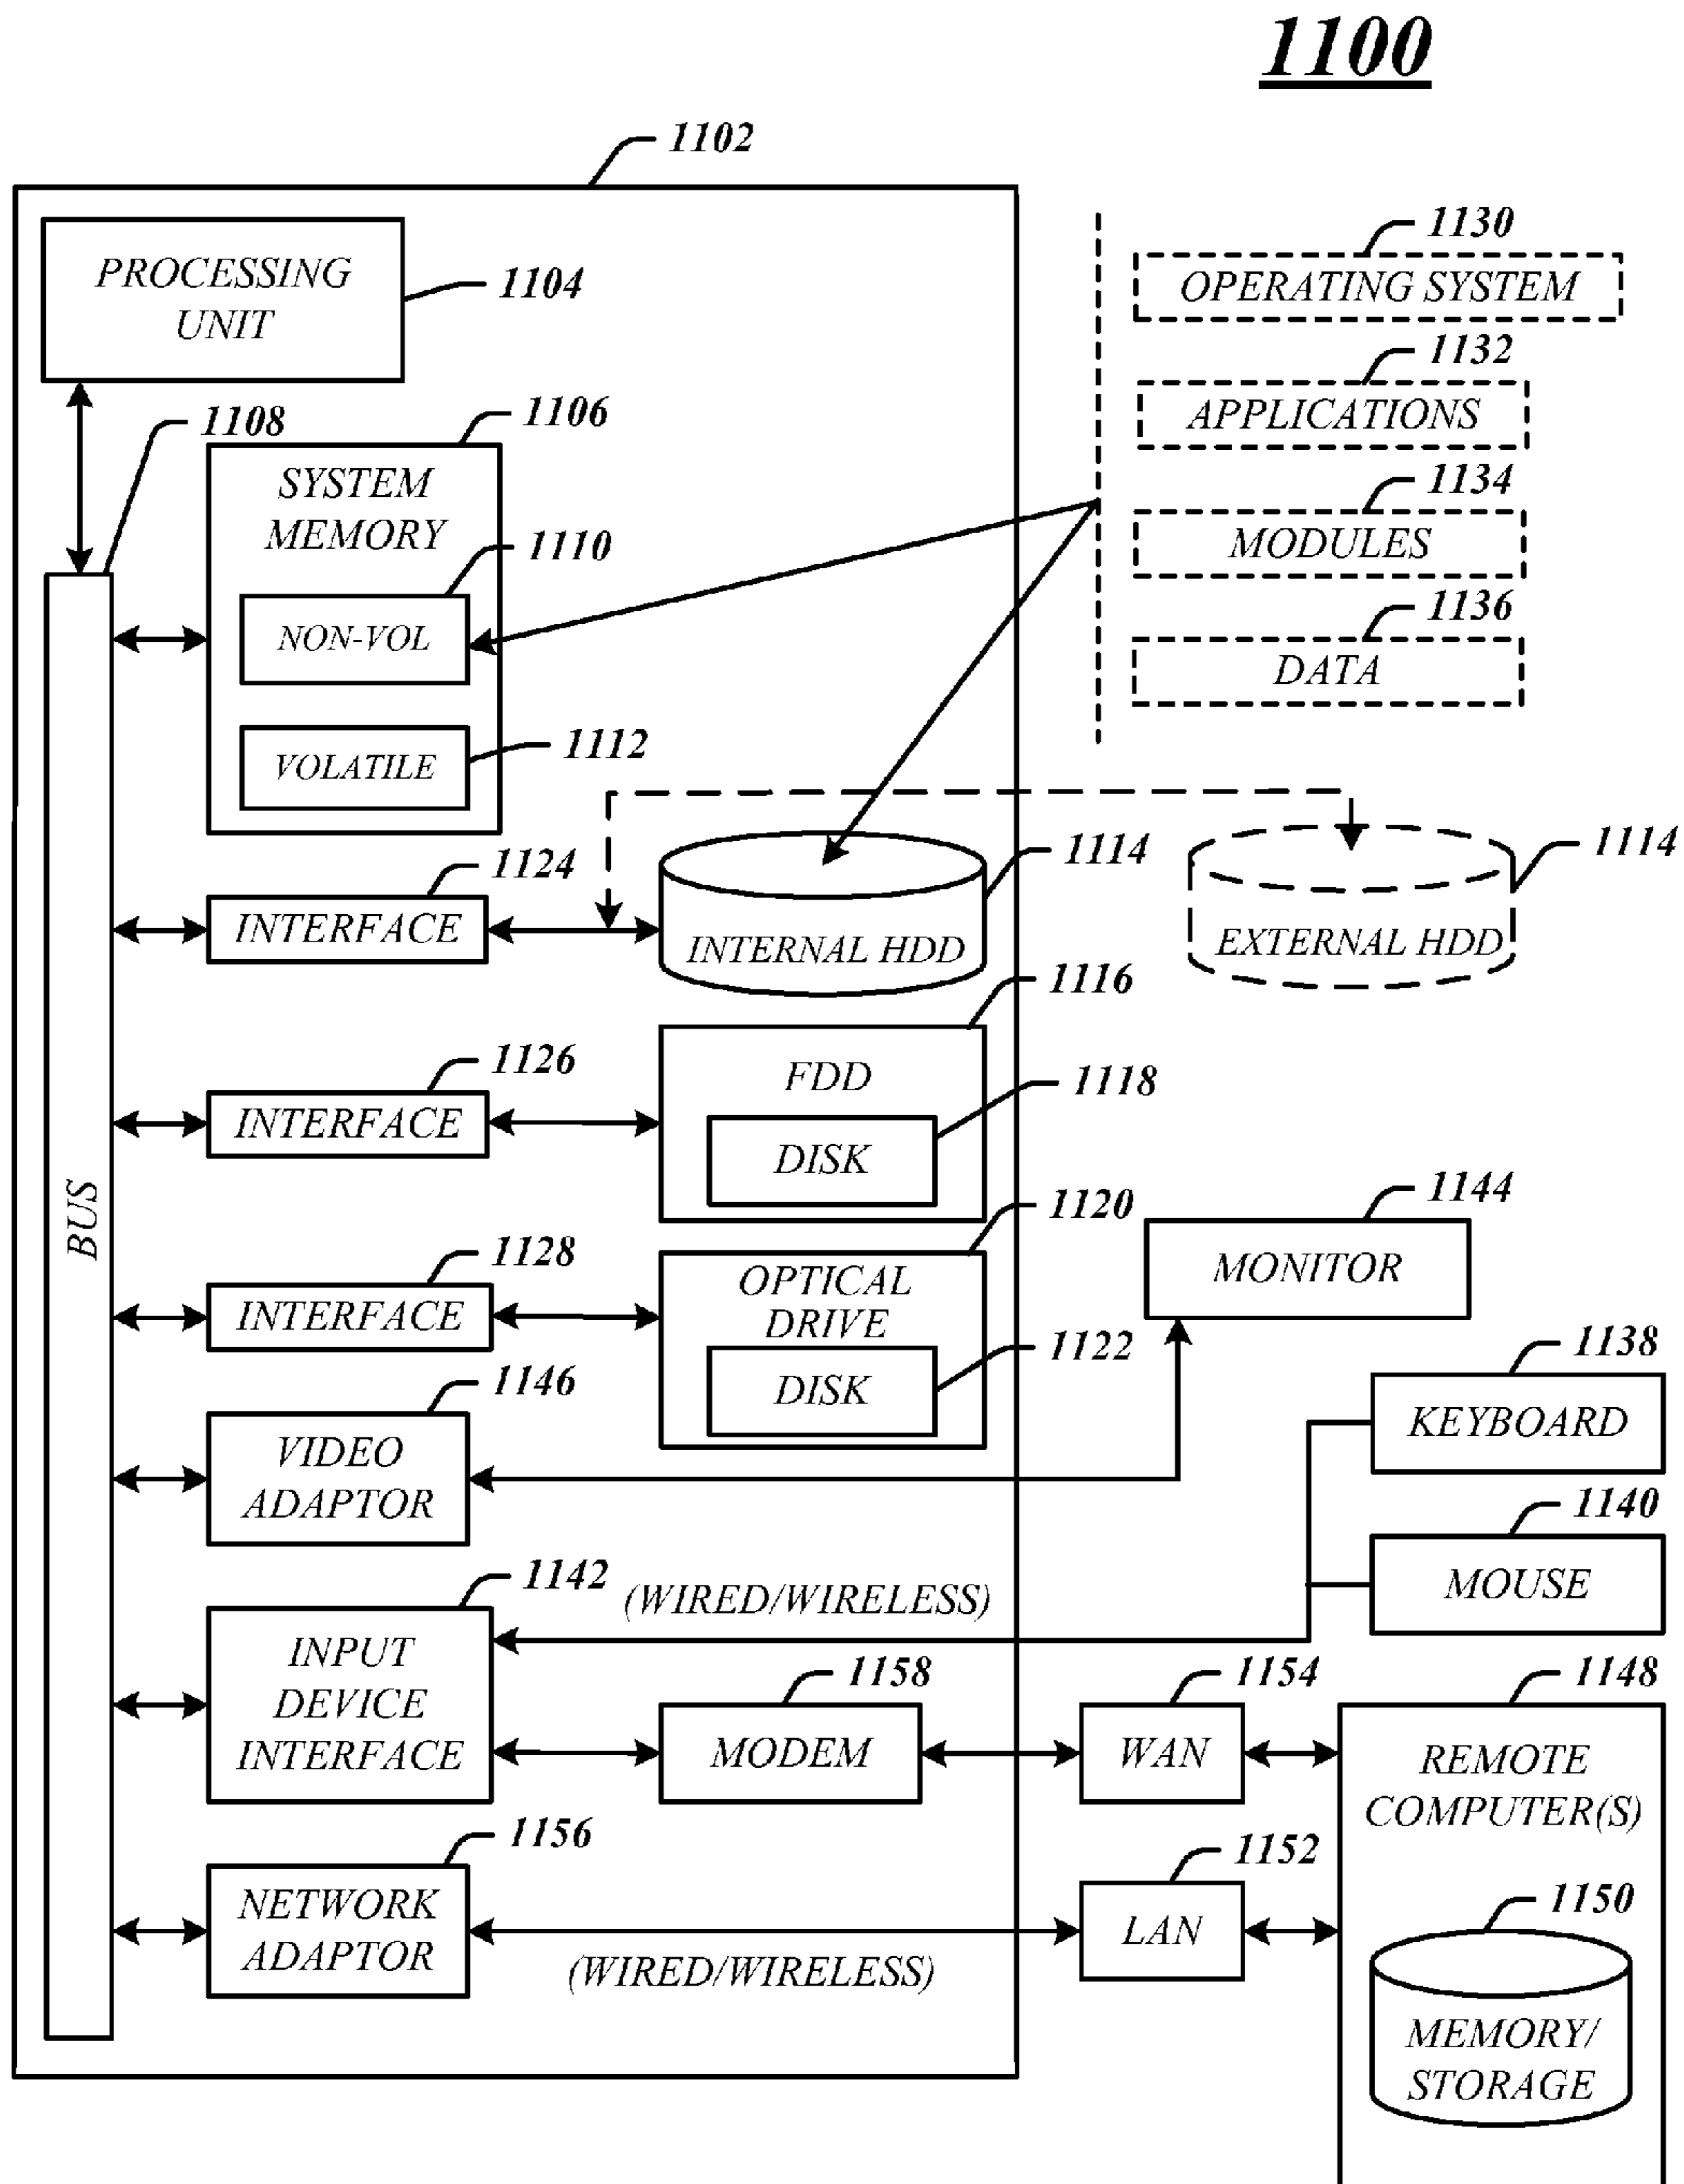 1100
1102
PROCESSING
UNIT
1104
1130
OPERATING SYSTEM
1132
APPLICATIONS
1134
MODULES
1136
DATA
1108
1106
SYSTEM
MEMORY
1110
NON-VOL
1112
VOLATILE
1124
INTERFACE
1114
INTERNAL HDD
1114
EXTERNAL HDD
1126
INTERFACE
1116
FDD
1118
DISK
BUS
1128
INTERFACE
1120
OPTICAL
DRIVE
1122
DISK
1144
MONITOR
1146
VIDEO
ADAPTOR
1138
KEYBOARD
1140
MOUSE
1142
INPUT
DEVICE
INTERFACE
(WIRED/WIRELESS)
1158
MODEM
1154
WAN
1148
REMOTE
COMPUTER(S)
1156
NETWORK
ADAPTOR
(WIRED/WIRELESS)
1152
LAN
1150
MEMORY/
STORAGE